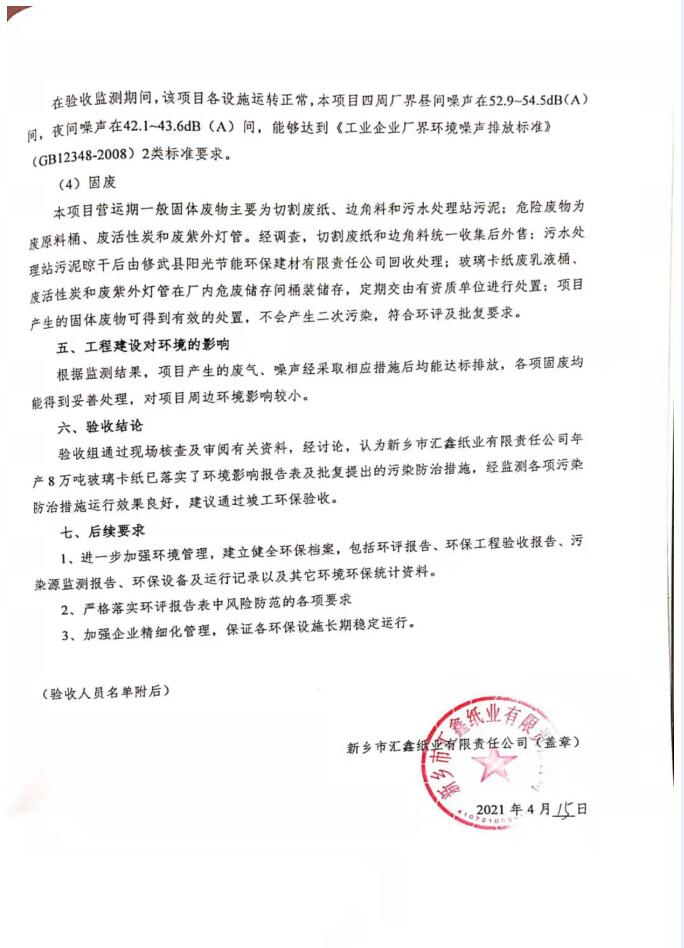 在验收监测期间，该项目各设施运转正常，本项目四周厂界昼间噪声在52.9~54.5dB（A）
间，夜间噪声在42.1~43.6dB（A）间，能够达到《工业企业厂界环境噪声排放标准》
（GB12348-2008）2类标准要求。
（4）固废
本项目营运期一般固体废物主要为切割废纸、边角料和污水处理站污泥；危险废物为
废原料桶、废活性炭和废紫外灯管。经调查，切割废纸和边角料统一收集后外售；污水处
理站污泥晾干后由修武县阳光节能环保建材有限责任公司回收处理；玻璃卡纸废乳液桶、
废活性炭和废紫外灯管在厂内危废储存间桶装储存，定期交由有资质单位进行处置；项目
产生的固体废物可得到有效的处置，不会产生二次污染，符合环评及批复要求。
五、工程建设对环境的影响
根据监测结果，项目产生的废气、噪声经采取相应措施后均能达标排放，各项固废均
能得到妥善处理，对项目周边环境影响较小。
六、验收结论
验收组通过现场核查及审阅有关资料，经讨论，认为新乡市汇鑫纸业有限责任公司年
产8万吨玻璃卡纸已落实了环境影响报告表及批复提出的污染防治措施，经监测各项污染
防治措施运行效果良好，建议通过竣工环保验收。
七、后续要求
1、进一步加强环境管理，建立健全环保档案，包括环评报告、环保工程验收报告、污
染源监测报告、环保设备及运行记录以及其它环境环保统计资料。
2、严格落实环评报告表中风险防范的各项要求
3、加强企业精细化管理，保证各环保设施长期稳定运行。
（验收人员名单附后）
新乡市汇鑫纸业有限责
新乡市汇鑫纸业有限责任公司（盖章）
2021年4月15日